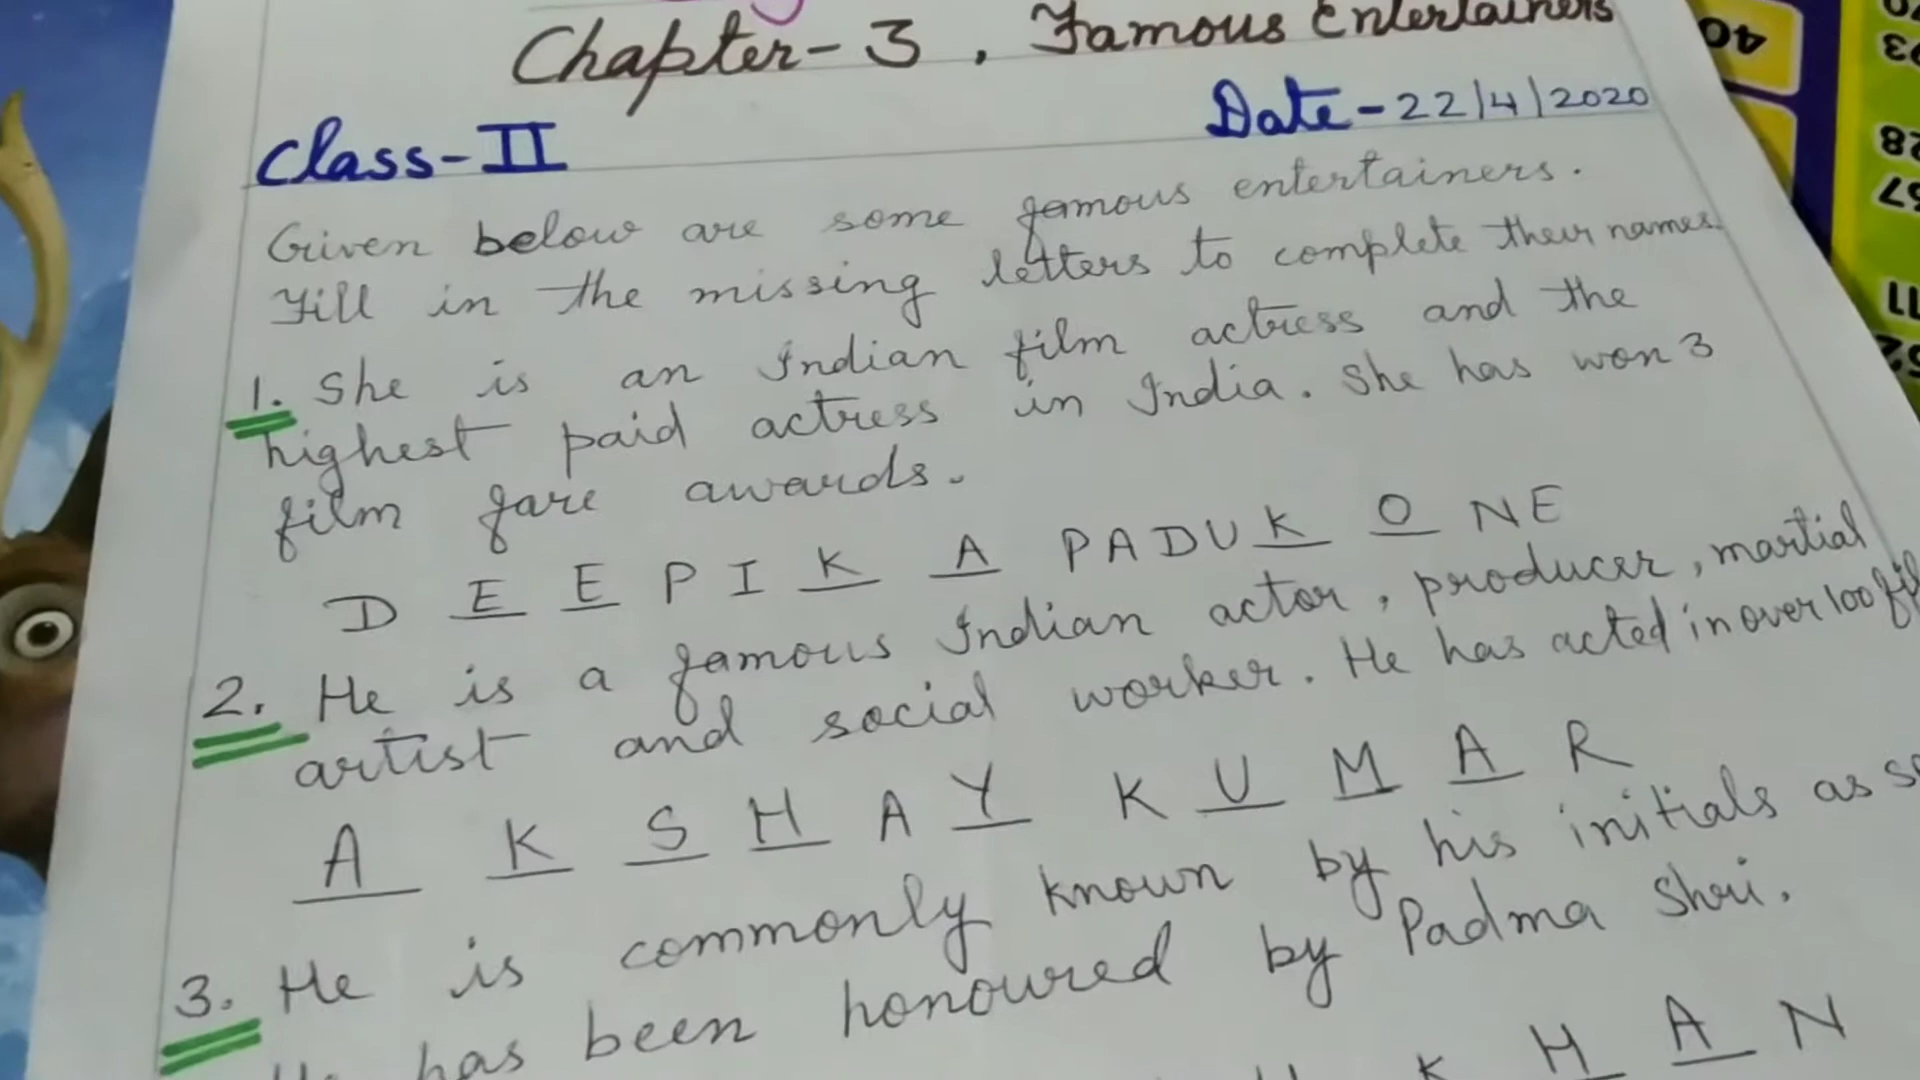 Chapter-3, Famous Entertainers
Class-II
Date-22/4/2020
Given below are some famous entertainers.
Fill in the missing letters to complete their names.
1. She is an Indian film actress and the
highest paid actress in India. She has won 3
film fare awards.
D E E P I K A PADUKONE
2. He is a famous Indian actor, producer, martial
artist and social worker. He has acted in over 100
A K S H A Y K U M A R
3. He is commonly known by his initials as
He has been honoured by Padma Shri.
K H A N
40